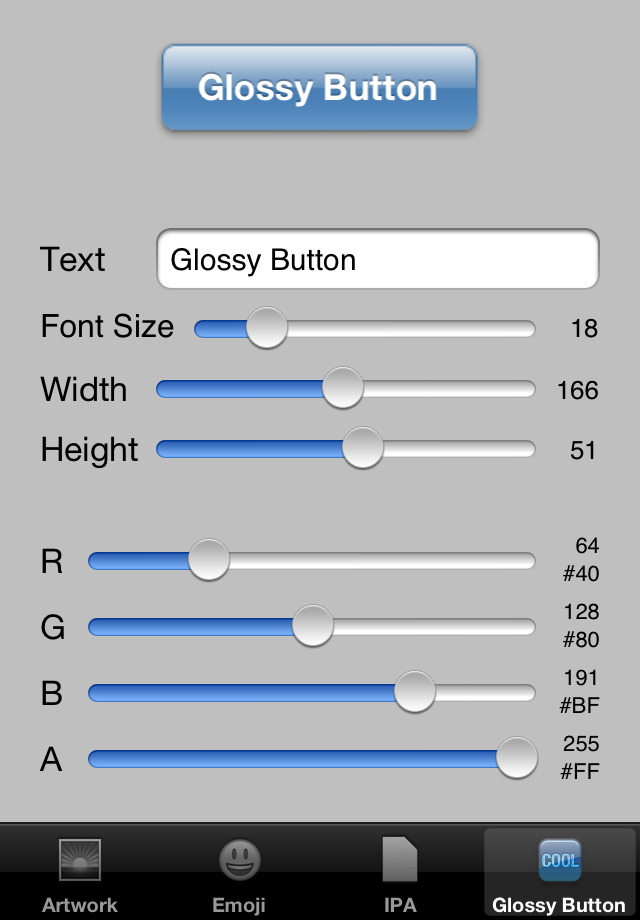 Glossy Button
Text Glossy Button
Font Size 18
Width 166
Height 51
R 64
#40
G 128
#80
B 191
#BF
A 255
#FF
COOL
Artwork Emoji IPA Glossy Button